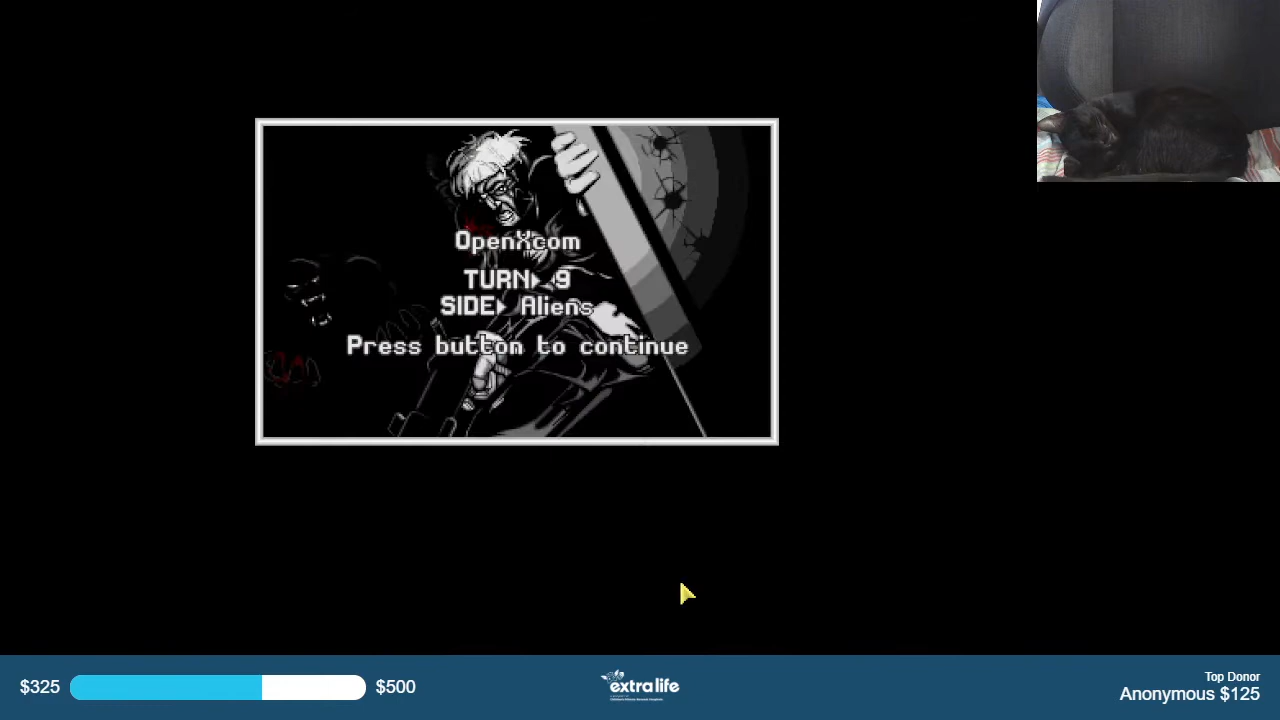 OpenXcom
TURN▸ 9
SIDE▸ Aliens
Press button to continue
$325
$500
extralife
Top Donor
Anonymous $125